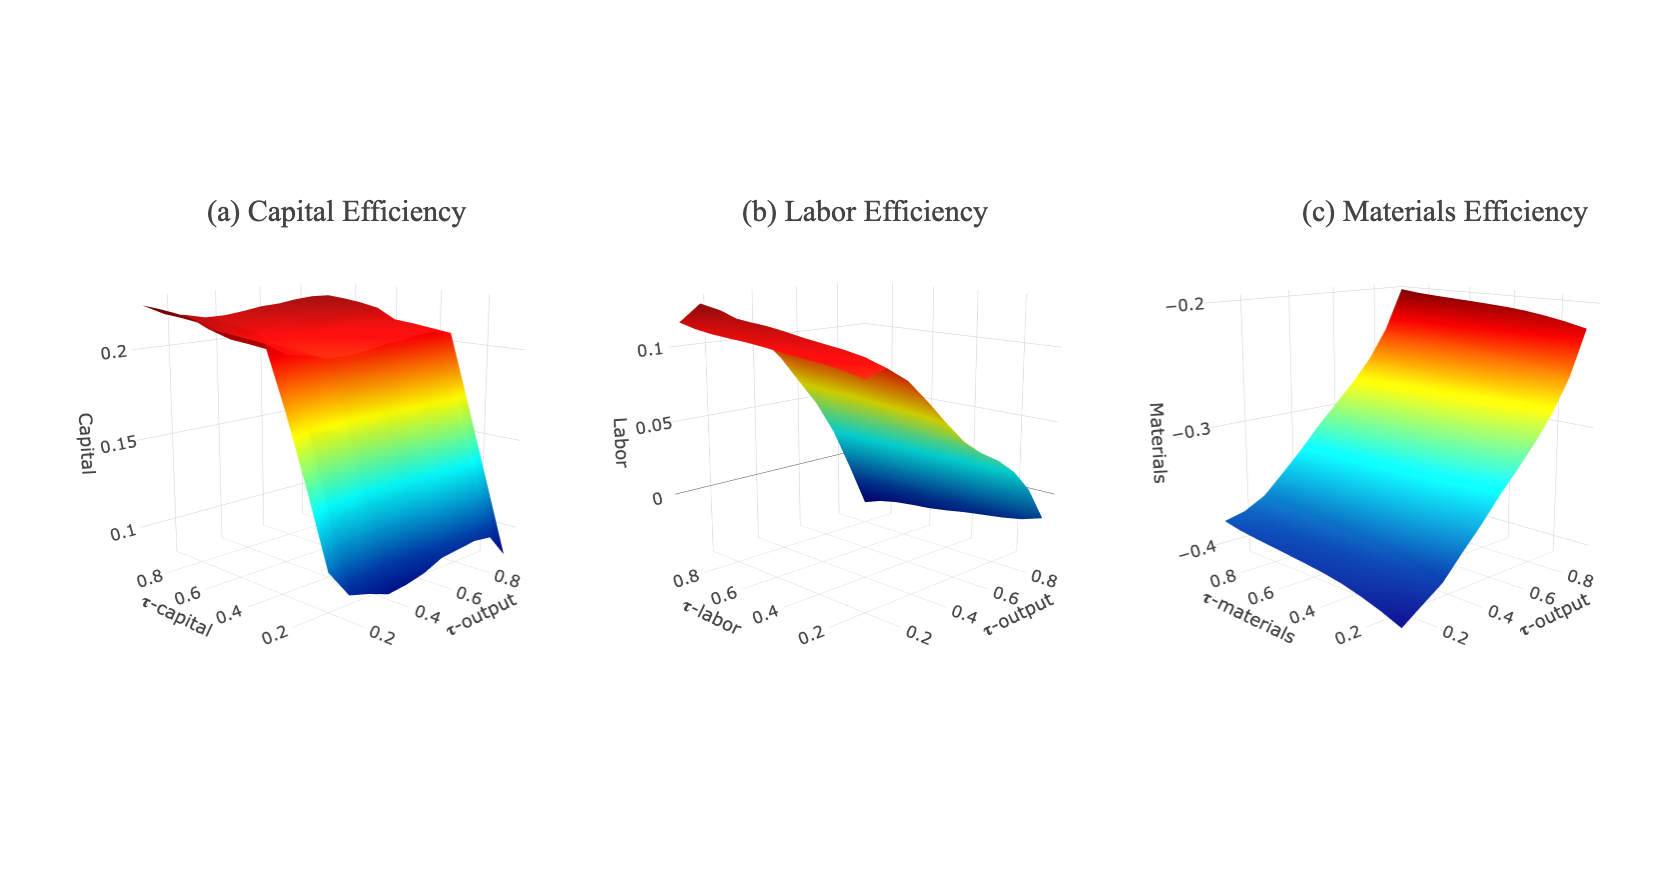 (a) Capital Efficiency
0.2
0.15
0.1
Capital
0.8
0.6
0.4
0.2
τ-capital
0.2
0.4
0.6
0.8
τ-output
(b) Labor Efficiency
0.1
0.05
0
Labor
0.8
0.6
0.4
0.2
τ-labor
0.2
0.4
0.6
0.8
τ-output
(c) Materials Efficiency
−0.2
−0.3
−0.4
Materials
0.8
0.6
0.4
0.2
τ-materials
0.2
0.4
0.6
0.8
τ-output